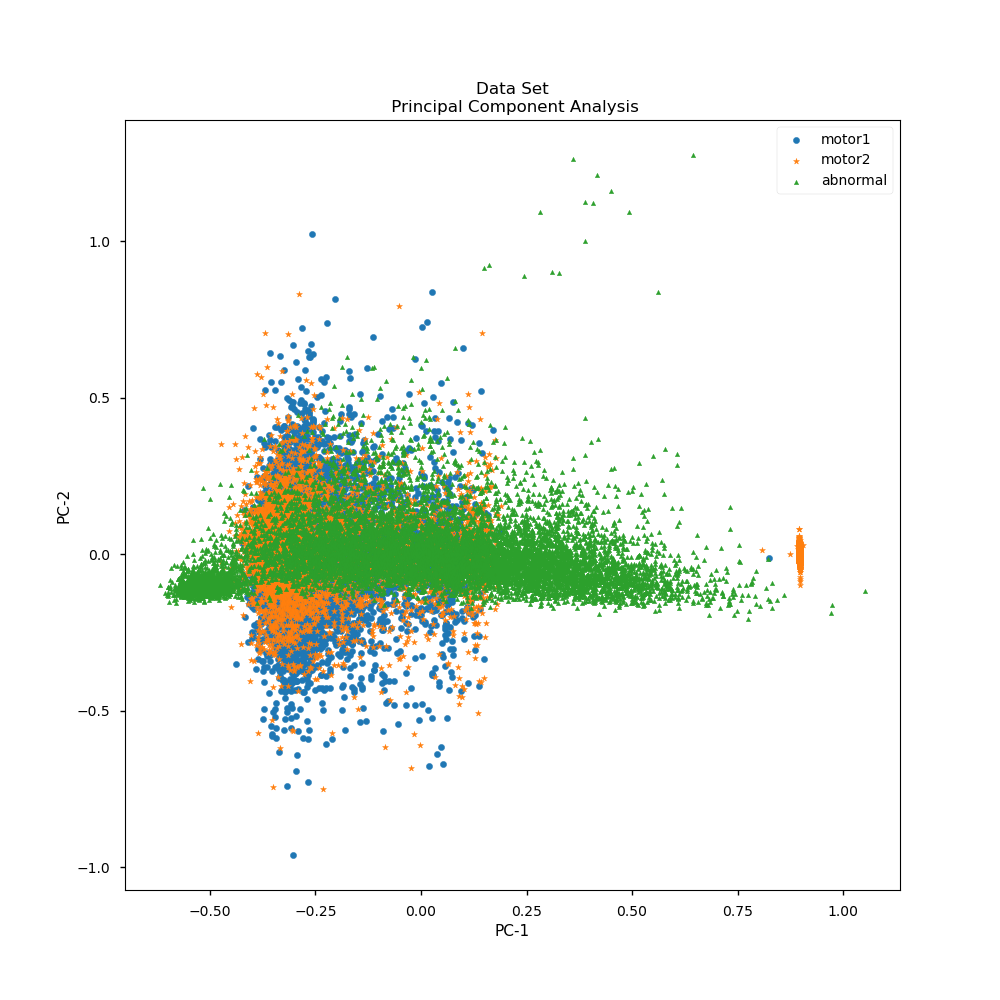 Data Set
Principal Component Analysis
motor1
motor2
abnormal
1.0
0.5
0.0
−0.5
−1.0
PC-2
−0.50
−0.25
0.00
0.25
0.50
0.75
1.00
PC-1